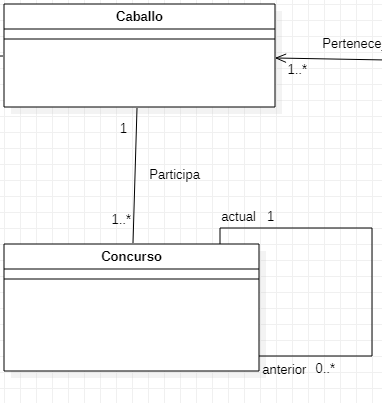 Caballo
Pertenece
1..*
1
Participa
1..*
actual 1
Concurso
anterior 0..*